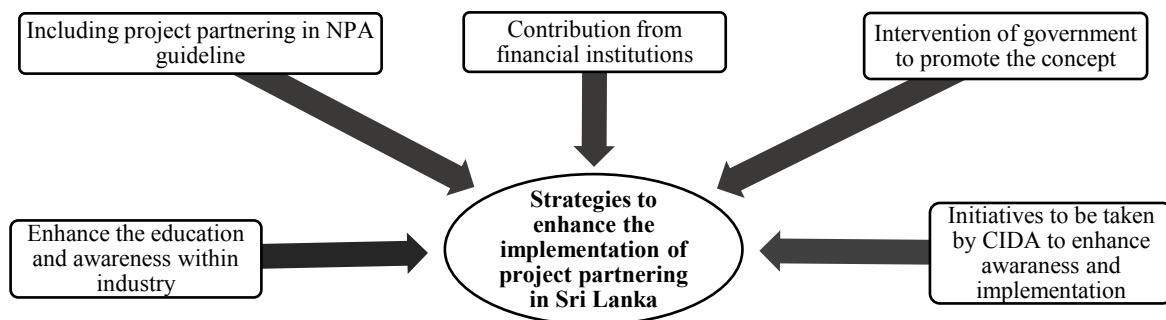 Including project partnering in NPA
guideline
Contribution from
financial institutions
Intervention of government
to promote the concept
Enhance the education
and awareness within
industry
Strategies to
enhance the
implementation of
project partnering
in Sri Lanka
Initiatives to be taken
by CIDA to enhance
awaraness and
implementation